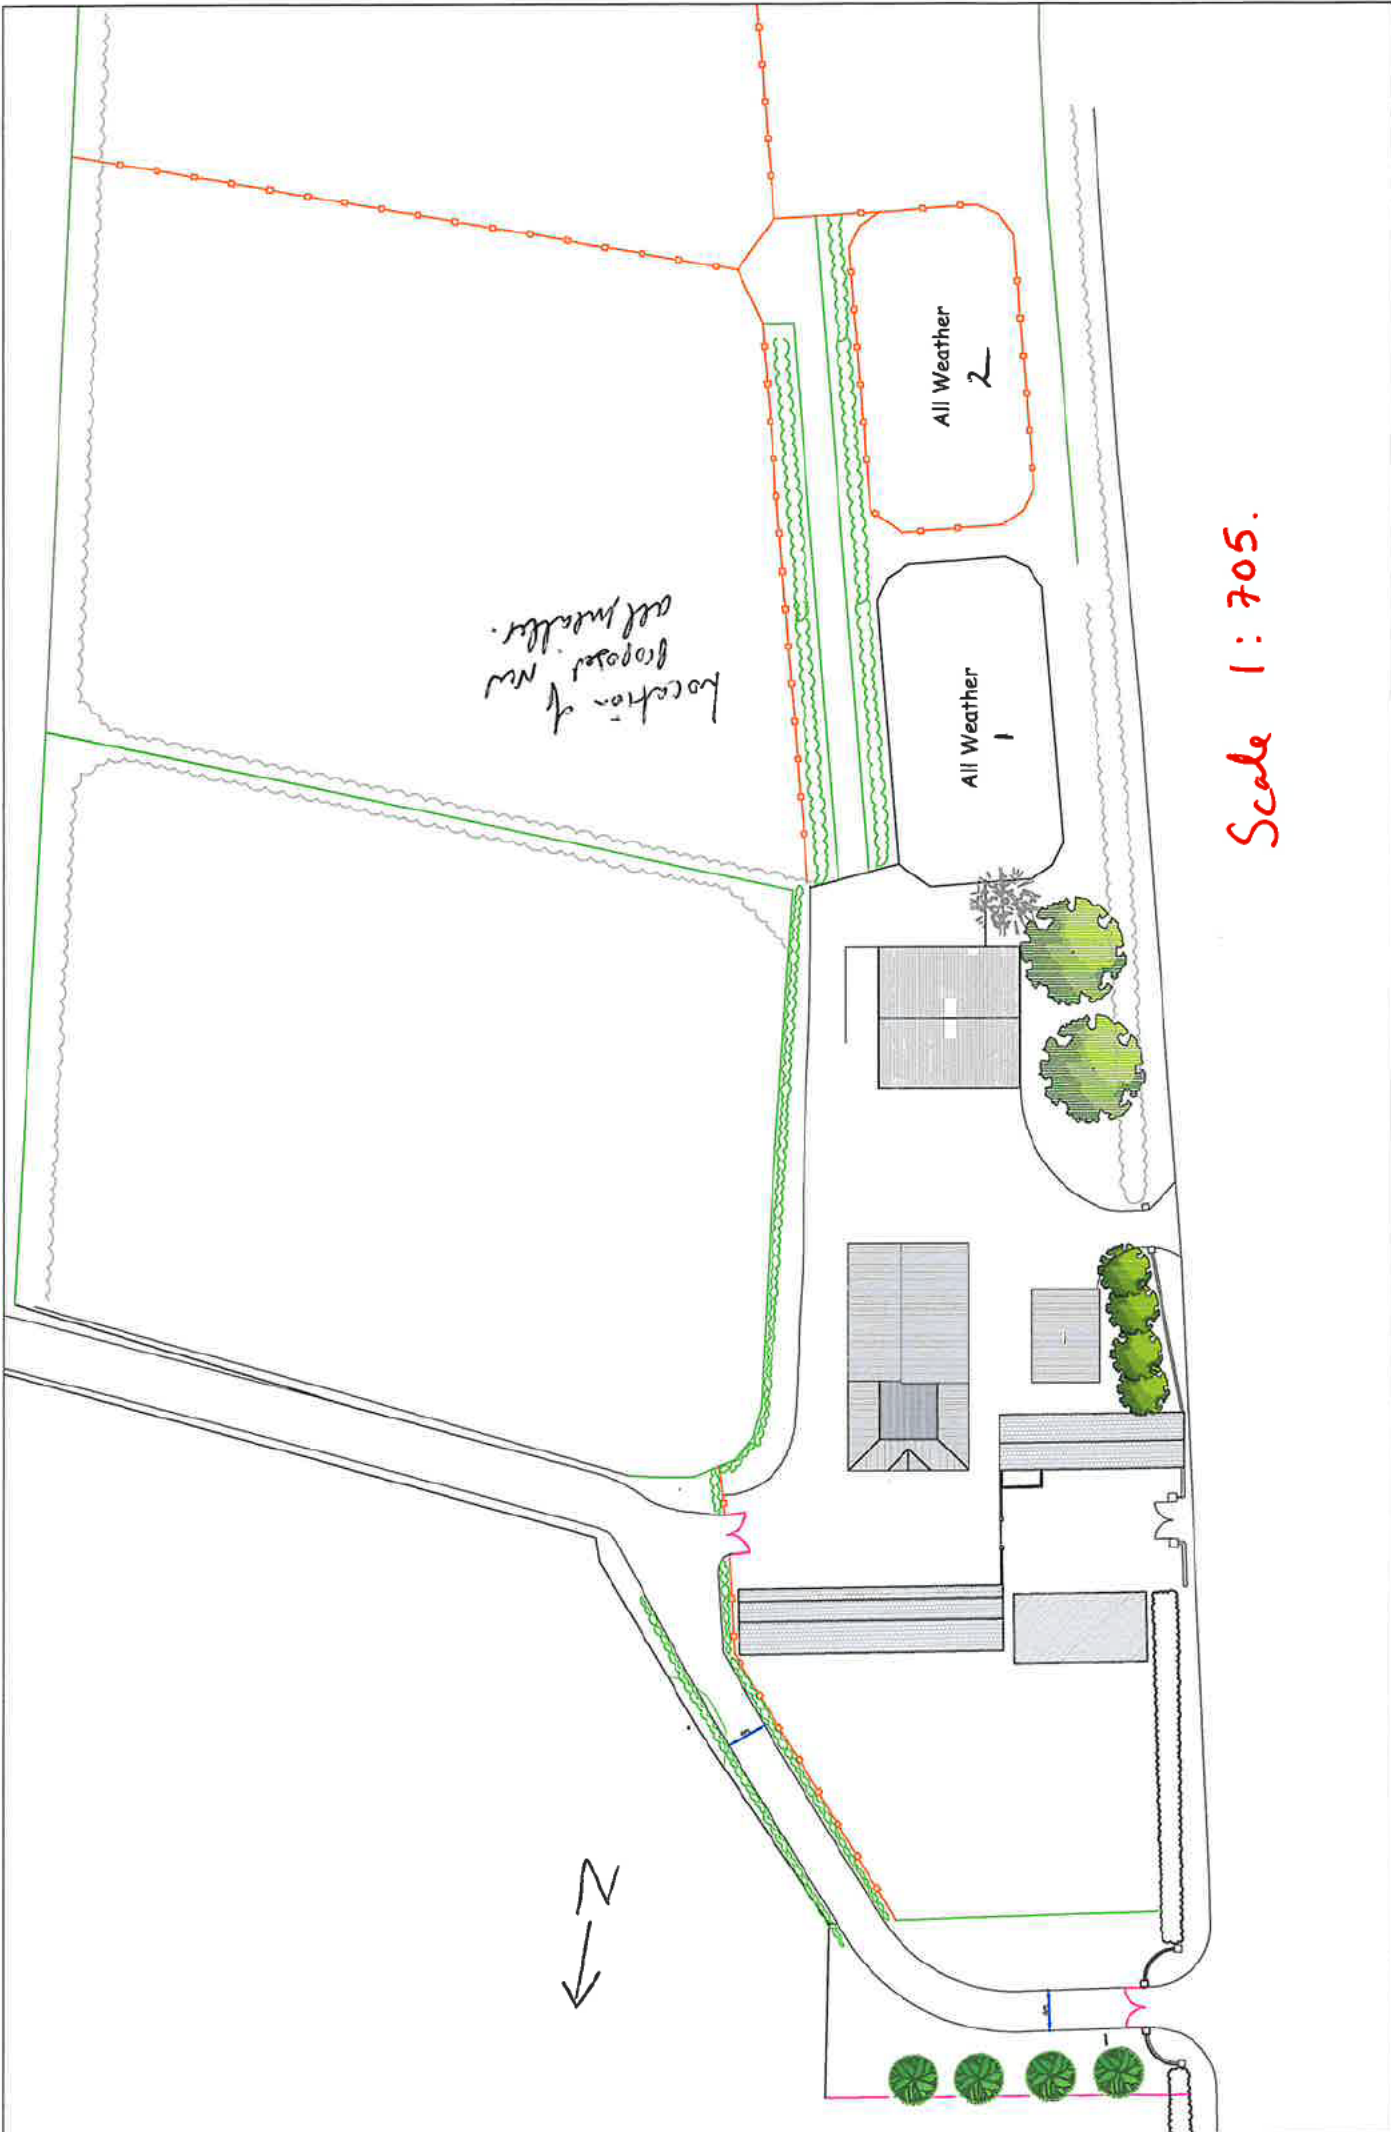 All Weather
2
All Weather
1
Location of
proposed new
all weather.
Scale 1:705.
N